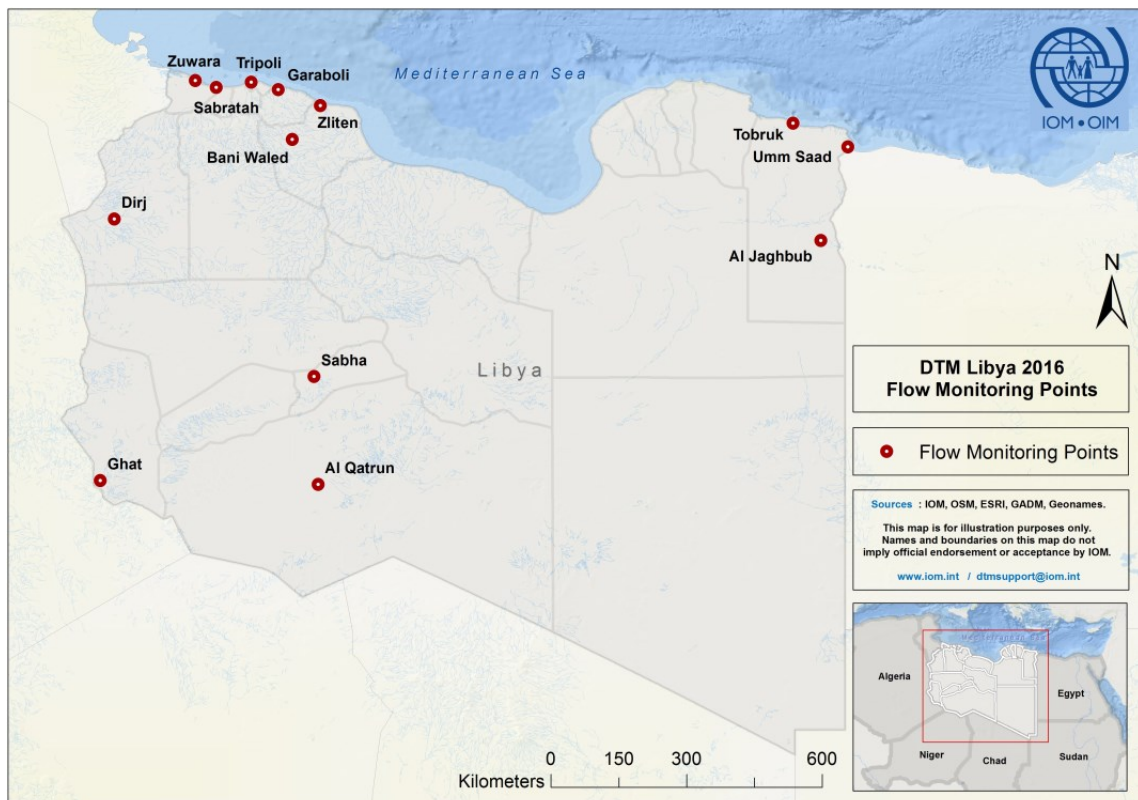 Zuwara
Tripoli
Garaboli
Mediterranean Sea
Sabratah
Zliten
Bani Waled
Tobruk
Umm Saad
IOM • OIM
Dirj
Al Jaghbub
N
Sabha
Libya
Ghat
Al Qatrun
DTM Libya 2016
Flow Monitoring Points
Flow Monitoring Points
Sources : IOM, OSM, ESRI, GADM, Geonames.
This map is for illustration purposes only.
Names and boundaries on this map do not
imply official endorsement or acceptance by IOM.
www.iom.int / dtmsupport@iom.int
Mediterranean Sea
Algeria
Egypt
Niger
Chad
Sudan
0 150 300 600
Kilometers